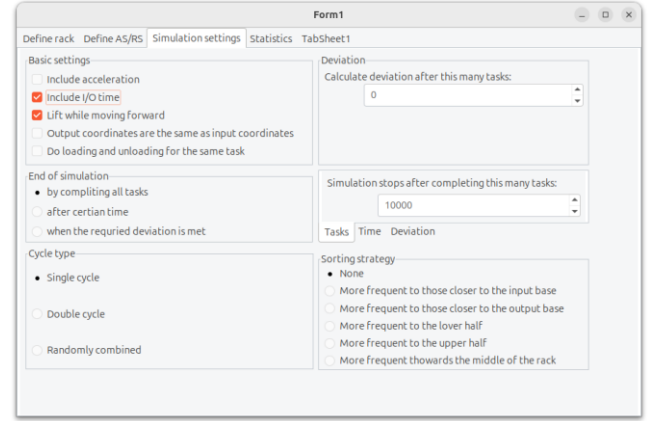 Form1
Define rack Define AS/RS Simulation settings Statistics TabSheet1
Basic settings
Include acceleration
Include I/O time
Lift while moving forward
Output coordinates are the same as input coordinates
Do loading and unloading for the same task
Deviation
Calculate deviation after this many tasks:
0
End of simulation
by compliting all tasks
after certian time
when the requried deviation is met
Simulation stops after completing this many tasks:
10000
Tasks Time Deviation
Cycle type
Single cycle
Double cycle
Randomly combined
Sorting strategy
None
More frequent to those closer to the input base
More frequent to those closer to the output base
More frequent to the lover half
More frequent to the upper half
More frequent thowards the middle of the rack